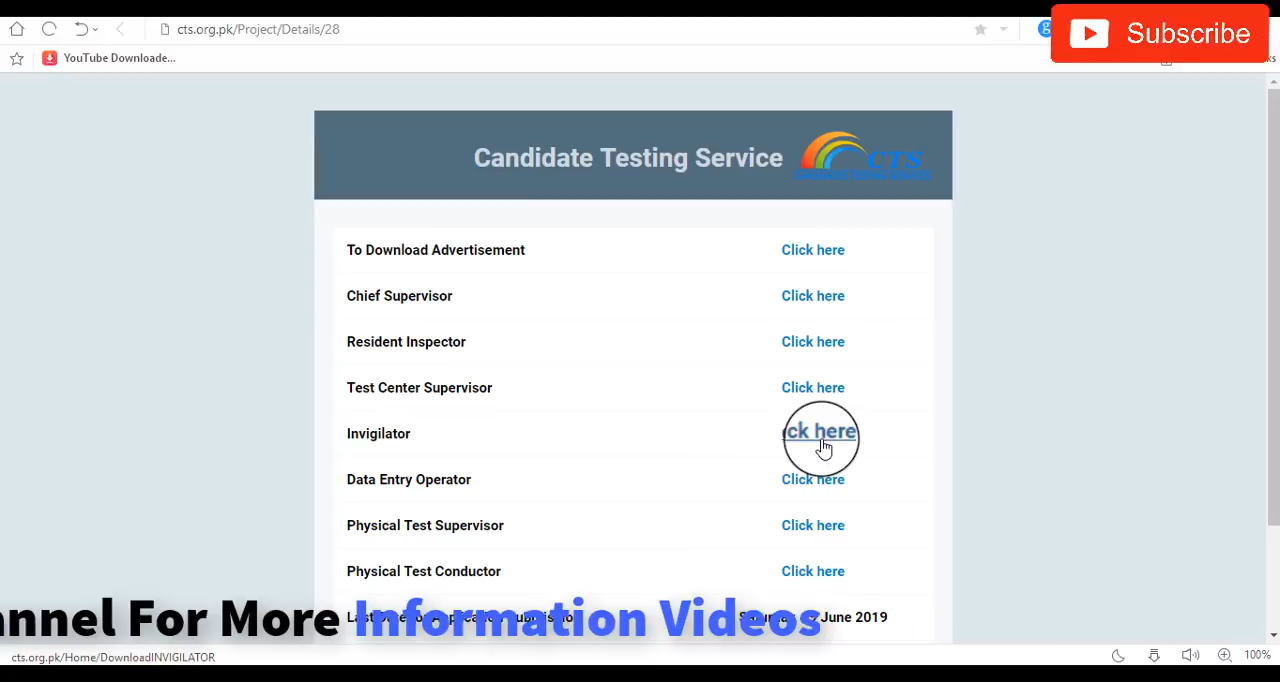 cts.org.pk/Project/Details/28
Subscribe
YouTube Downloade...
Candidate Testing Service
CTS
To Download Advertisement Click here
Chief Supervisor Click here
Resident Inspector Click here
Test Center Supervisor Click here
Invigilator ck here
Data Entry Operator Click here
Physical Test Supervisor Click here
Physical Test Conductor Click here
June 2019
annel For More Information Videos
cts.org.pk/Home/DownloadINVIGILATOR
100%